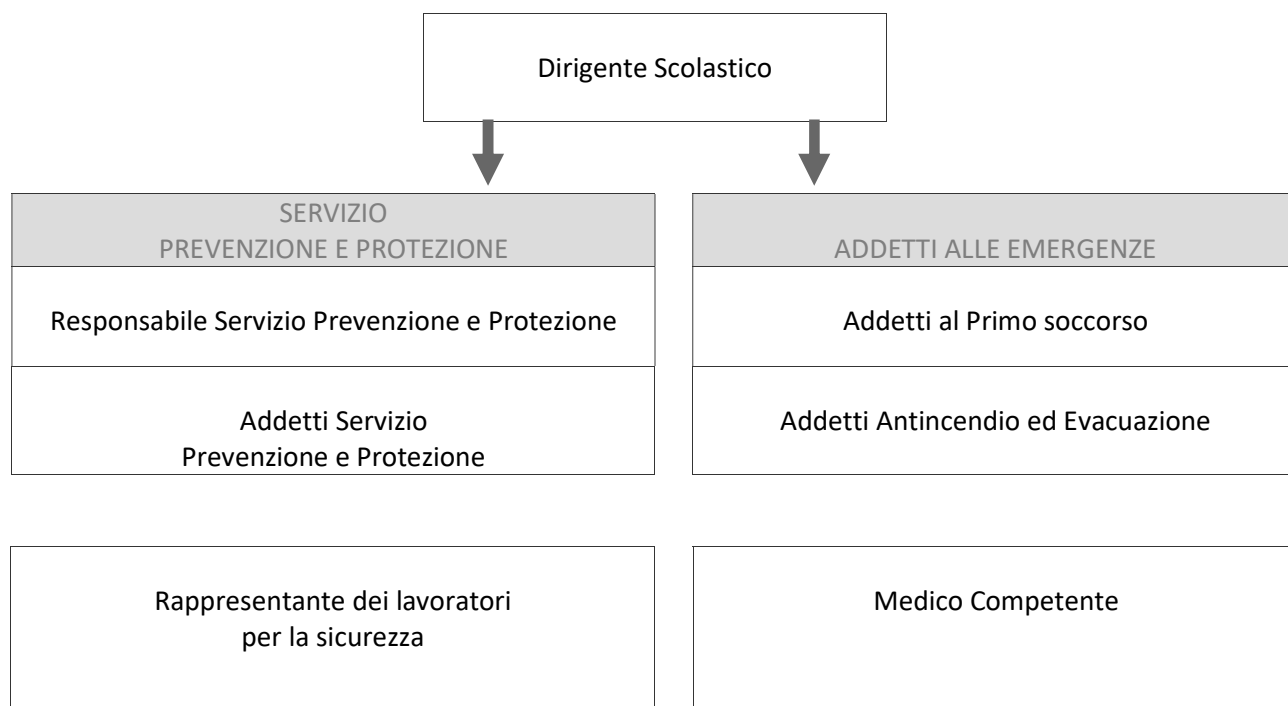 Dirigente Scolastico
SERVIZIO
PREVENZIONE E PROTEZIONE
Responsabile Servizio Prevenzione e Protezione
Addetti Servizio
Prevenzione e Protezione
ADDETTI ALLE EMERGENZE
Addetti al Primo soccorso
Addetti Antincendio ed Evacuazione
Rappresentante dei lavoratori
per la sicurezza
Medico Competente